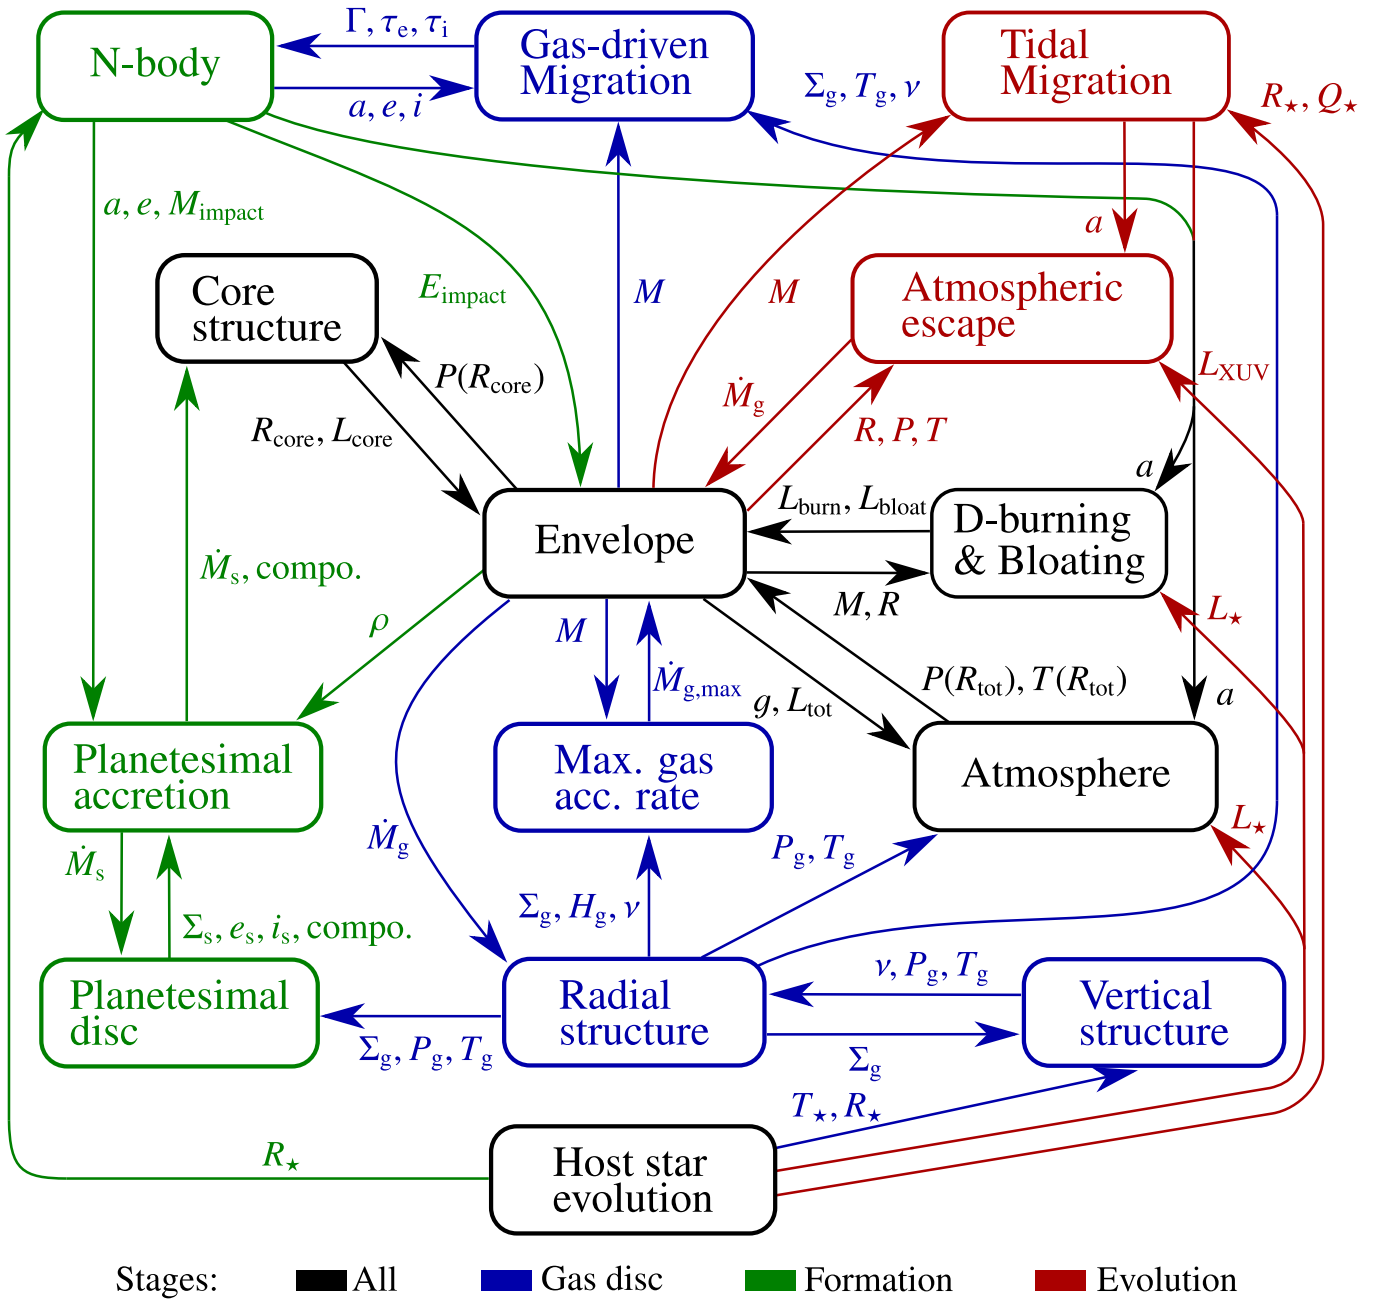 Γ, τe, τi
N-body
Gas-driven
Migration
Tidal
Migration
Σg, Tg, ν
R★, Q★
a, e, i
a, e, Mimpact
a
Core
structure
Eimpact
M
M
Atmospheric
escape
P(Rcore)
LXUV
Ṁg
Rcore, Lcore
R, P, T
a
Lburn, Lbloat
Envelope
D-burning
& Bloating
Ṁs, compo.
M, R
L★
ρ
M
Ṁg,max
P(Rtot), T(Rtot)
g, Ltot
a
Planetesimal
accretion
Max. gas
acc. rate
Atmosphere
L★
Ṁg
Pg, Tg
Ṁs
Σg, Hg, ν
Σs, es, is, compo.
ν, Pg, Tg
Planetesimal
disc
Radial
structure
Vertical
structure
Σg, Pg, Tg
Σg
T★, R★
R★
Host star
evolution
Stages: All Gas disc Formation Evolution